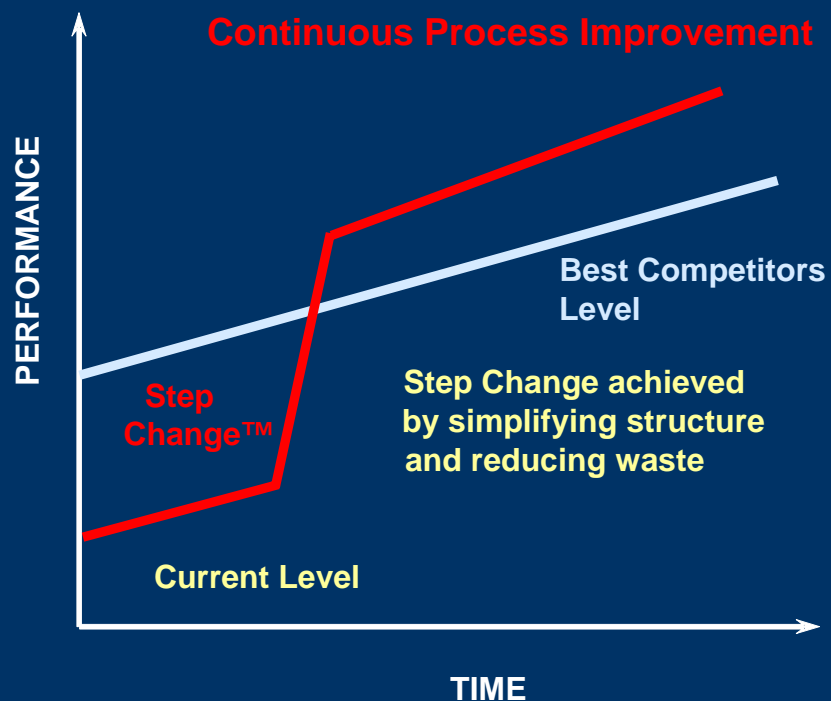 Continuous Process Improvement
PERFORMANCE
Best Competitors
Level
Step
Change™
Step Change achieved
by simplifying structure
and reducing waste
Current Level
TIME